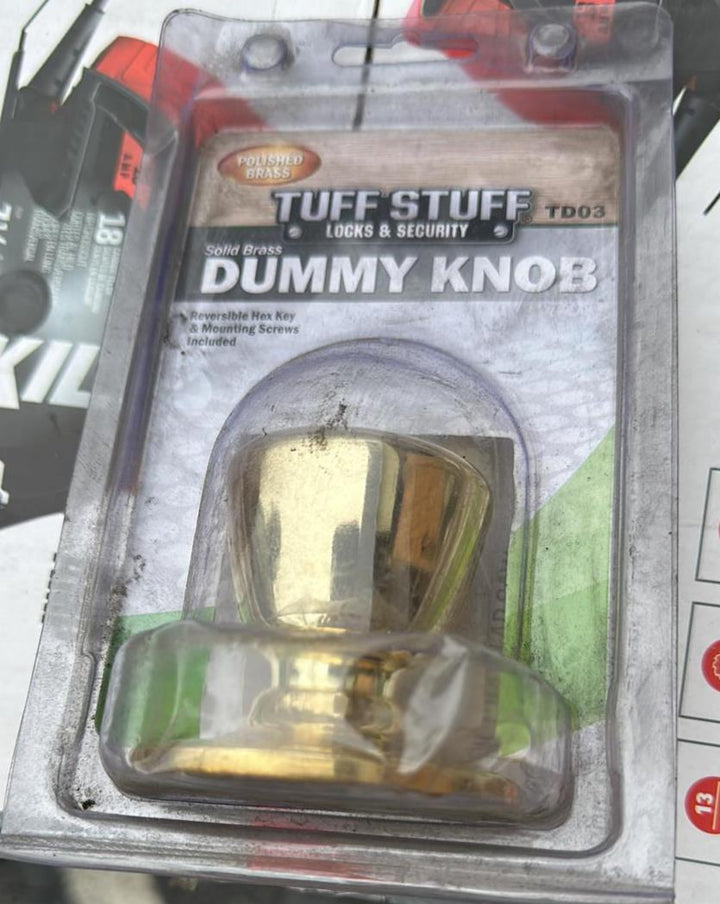 POLISHED
BRASS
TUFF STUFF
LOCKS & SECURITY
TD03
Solid Brass
DUMMY KNOB
Reversible Hex Key
& Mounting Screws
Included
18
KIL
13